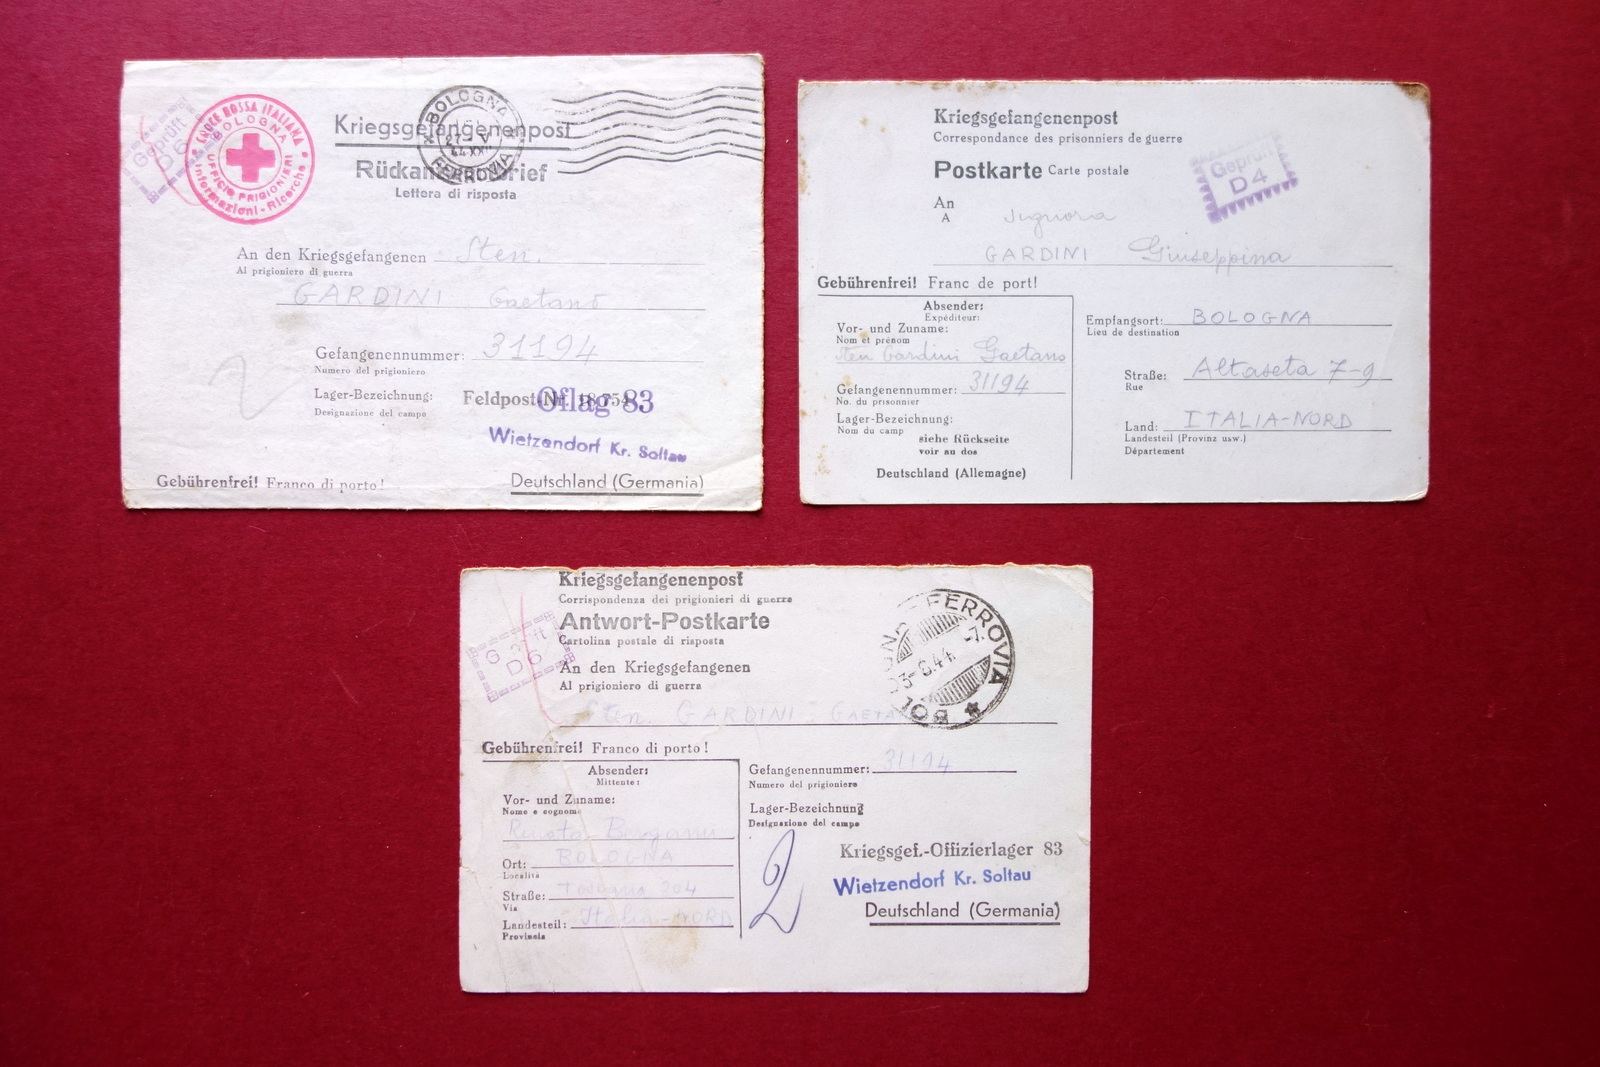 CROCE ROSSA ITALIANA
BOLOGNA
UFFICIO PRIGIONIERI
Informazioni - Ricerche
Geprüft
D6
BOLOGNA
27 V
FERROVIA
Kriegsgefangenenpost
Lettera di risposta
An den Kriegsgefangenen Sten.
Al prigioniero di guerra
GARDINI Gaetano
Gefangenennummer: 31194
Numero del prigioniero
Lager-Bezeichnung: Feldpost-Nr.
Oflag 83
Designazione del campo
Wietzendorf Kr. Soltau
Gebührenfrei! Franco di porto!
Deutschland (Germania)
Kriegsgefangenenpost
Correspondance des prisonniers de guerre
Postkarte Carte postale
Geprüft
D4
An
A
Signora
GARDINI Giuseppina
Gebührenfrei! Franc de port!
Absender:
Expéditeur:
Vor- und Zuname:
Nom et prénom
Sten Gardini Gaetano
Gefangenennummer: 31194
No. du prisonnier
Lager-Bezeichnung:
Nom du camp
siehe Rückseite
voir au dos
Deutschland (Allemagne)
Empfangsort: BOLOGNA
Lieu de destination
Straße: Altaseta 7-9
Rue
Land: ITALIA-NORD
Landesteil (Provinz usw.)
Département
Kriegsgefangenenpost
Corrispondenza dei prigionieri di guerra
Antwort-Postkarte
Cartolina postale di risposta
D6
FERROVIA
An den Kriegsgefangenen
Al prigioniero di guerra
Sten. GARDINI
Gebührenfrei! Franco di porto!
Absender:
Mittente:
Vor- und Zuname:
Nome e cognome
Renata
Ort: BOLOGNA
Località
Straße: 204
Via
Landesteil: Italia-NORD
Provincia
Gefangenennummer: 31194
Numero del prigioniero
Lager-Bezeichnung
Designazione del campo
2
Kriegsgef.-Offizierlager 83
Wietzendorf Kr. Soltau
Deutschland (Germania)